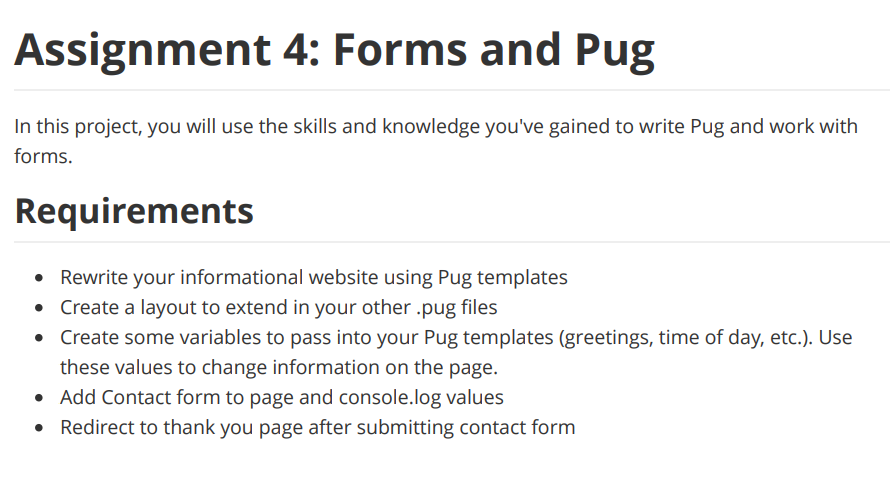 Assignment 4: Forms and Pug
In this project, you will use the skills and knowledge you've gained to write Pug and work with
forms.
Requirements
• Rewrite your informational website using Pug templates
• Create a layout to extend in your other .pug files
• Create some variables to pass into your Pug templates (greetings, time of day, etc.). Use
these values to change information on the page.
• Add Contact form to page and console.log values
• Redirect to thank you page after submitting contact form